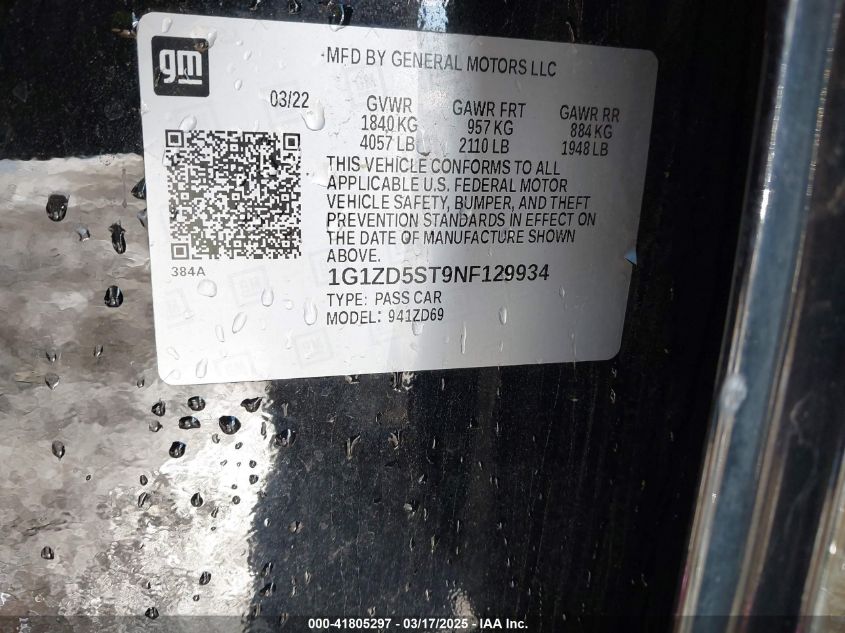 gm
MFD BY GENERAL MOTORS LLC
03/22 GVWR GAWR FRT GAWR RR
1840 KG 957 KG 884 KG
4057 LB 2110 LB 1948 LB
THIS VEHICLE CONFORMS TO ALL
APPLICABLE U.S. FEDERAL MOTOR
VEHICLE SAFETY, BUMPER, AND THEFT
PREVENTION STANDARDS IN EFFECT ON
THE DATE OF MANUFACTURE SHOWN
ABOVE.
384A
1G1ZD5ST9NF129934
TYPE: PASS CAR
MODEL: 941ZD69
000-41805297 - 03/17/2025 - IAA Inc.